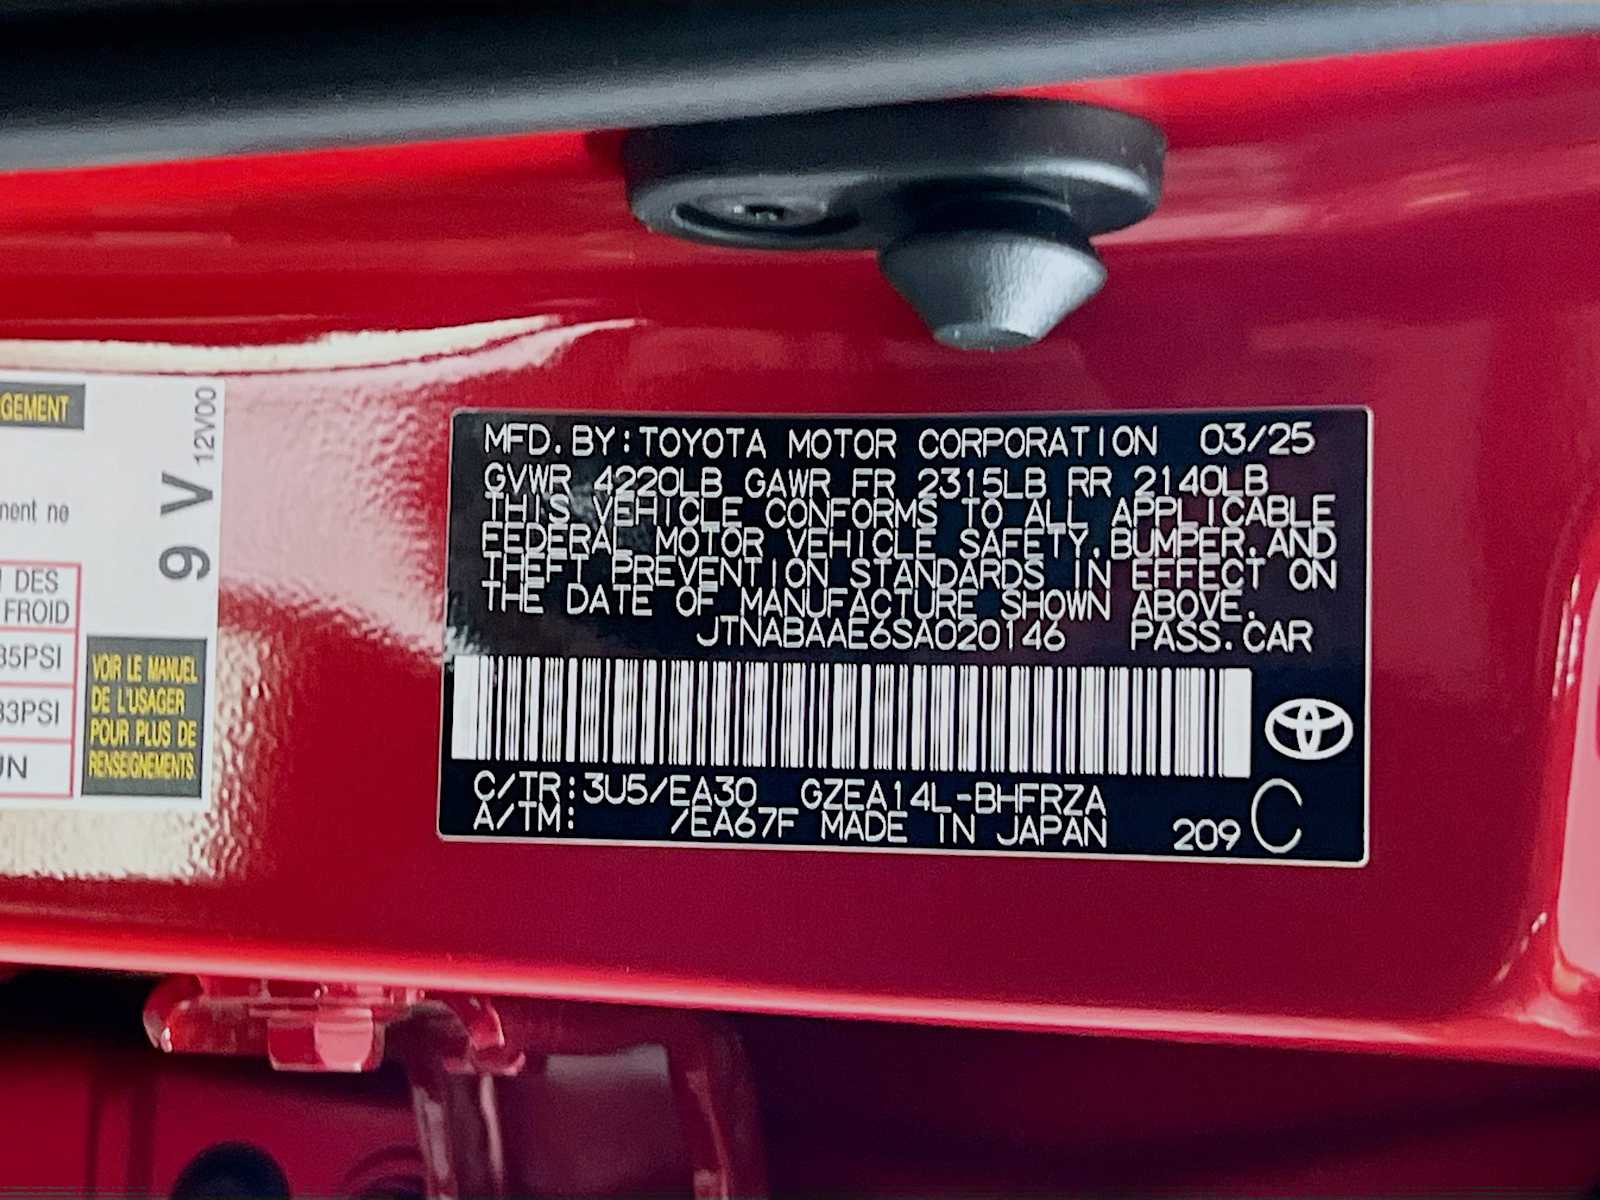 GEMENT
ment ne
DES
FROID
35PSI
33PSI
UN
9 V 12V00
VOIR LE MANUEL
DE L'USAGER
POUR PLUS DE
RENSEIGNEMENTS
MFD.BY:TOYOTA MOTOR CORPORATION 03/25
GVWR 4220LB GAWR FR 2315LB RR 2140LB
THIS VEHICLE CONFORMS TO ALL APPLICABLE
FEDERAL MOTOR VEHICLE SAFETY,BUMPER,AND
THEFT PREVENTION STANDARDS IN EFFECT ON
THE DATE OF MANUFACTURE SHOWN ABOVE.
JTNABAAE6SA020146 PASS.CAR
C/TR:3U5/EA30 GZEA14L-BHFRZA
A/TM: /EA67F MADE IN JAPAN 209 C